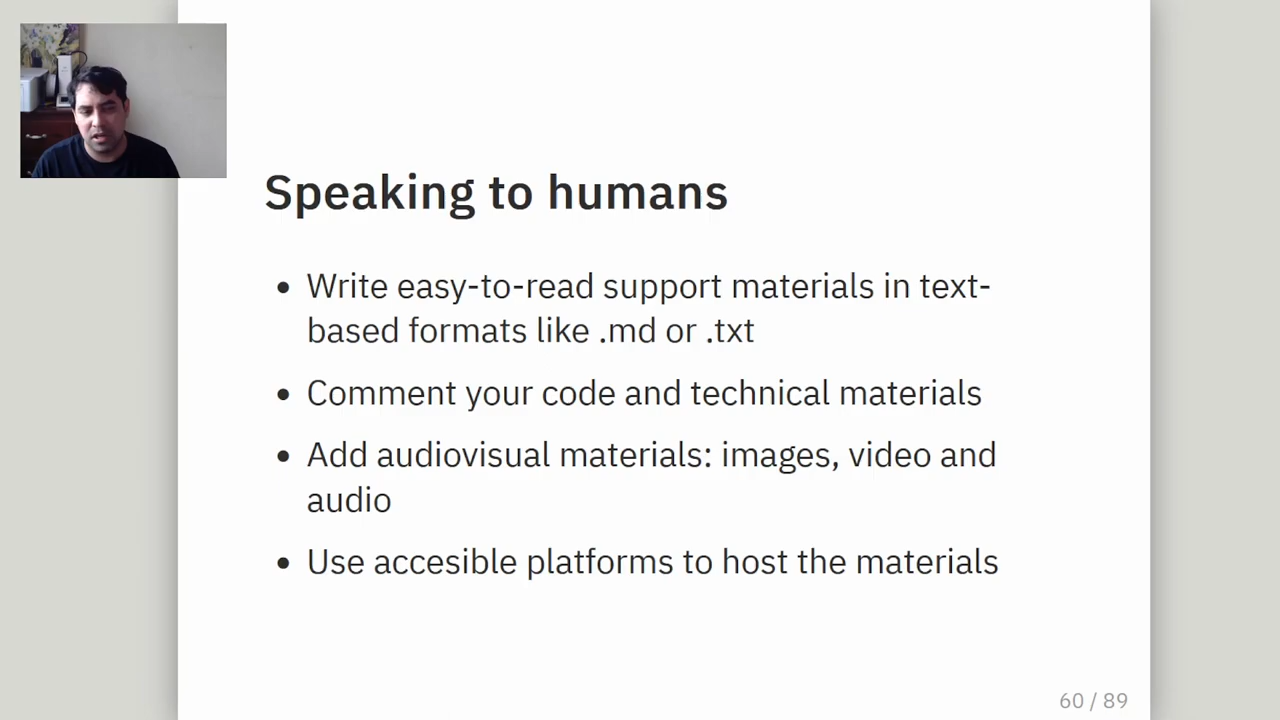 Speaking to humans
• Write easy-to-read support materials in text-
based formats like .md or .txt
• Comment your code and technical materials
• Add audiovisual materials: images, video and
audio
• Use accesible platforms to host the materials
60 / 89